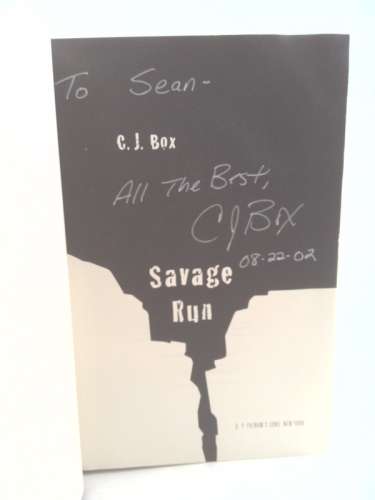 To Sean-
C. J. Box
All The Best,
CJ Box
08-22-02
Savage
Run
G. P. PUTNAM'S SONS NEW YORK